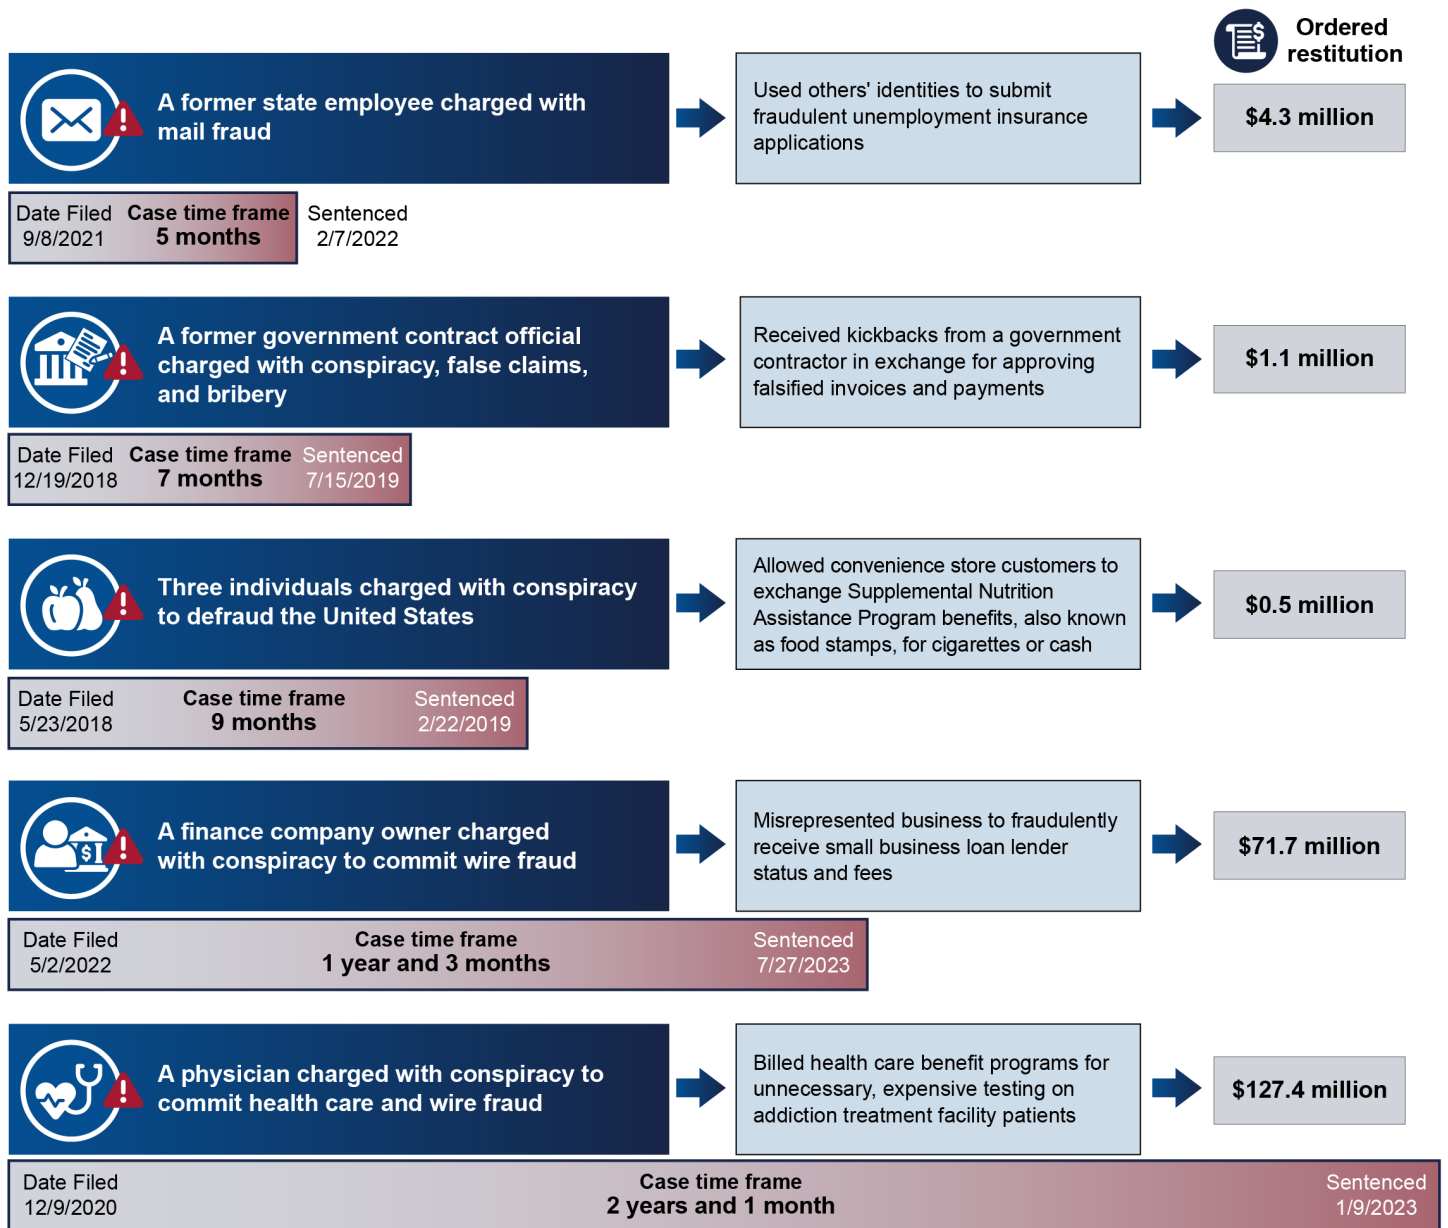 Ordered
restitution
A former state employee charged with
mail fraud
Used others' identities to submit
fraudulent unemployment insurance
applications
$4.3 million
Date Filed
9/8/2021
Case time frame
5 months
Sentenced
2/7/2022
A former government contract official
charged with conspiracy, false claims,
and bribery
Received kickbacks from a government
contractor in exchange for approving
falsified invoices and payments
$1.1 million
Date Filed
12/19/2018
Case time frame
7 months
Sentenced
7/15/2019
Three individuals charged with conspiracy
to defraud the United States
Allowed convenience store customers to
exchange Supplemental Nutrition
Assistance Program benefits, also known
as food stamps, for cigarettes or cash
$0.5 million
Date Filed
5/23/2018
Case time frame
9 months
Sentenced
2/22/2019
A finance company owner charged
with conspiracy to commit wire fraud
Misrepresented business to fraudulently
receive small business loan lender
status and fees
$71.7 million
Date Filed
5/2/2022
Case time frame
1 year and 3 months
Sentenced
7/27/2023
A physician charged with conspiracy to
commit health care and wire fraud
Billed health care benefit programs for
unnecessary, expensive testing on
addiction treatment facility patients
$127.4 million
Date Filed
12/9/2020
Case time frame
2 years and 1 month
Sentenced
1/9/2023